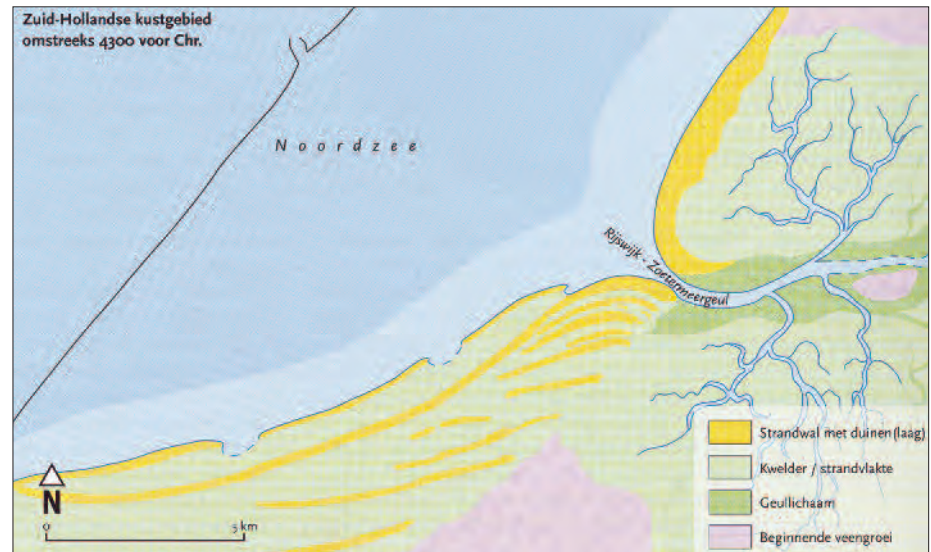 Zuid-Hollandse kustgebied
omstreeks 4300 voor Chr.
Noordzee
Rijswijk - Zoetermeergeul
Strandwal met duinen (laag)
Kwelder / strandvlakte
Geullichaam
Beginnende veengroei
N
0 5 km